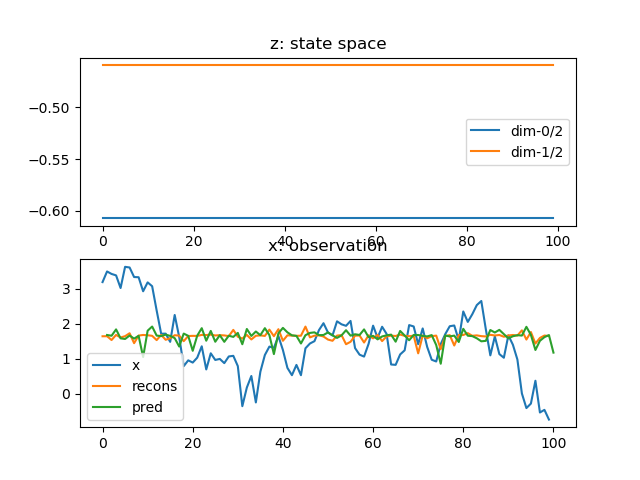 z: state space
−0.50
−0.55
−0.60
dim-0/2
dim-1/2
0 20 40 60 80 100
x: observation
3
2
1
0
x
recons
pred
0 20 40 60 80 100